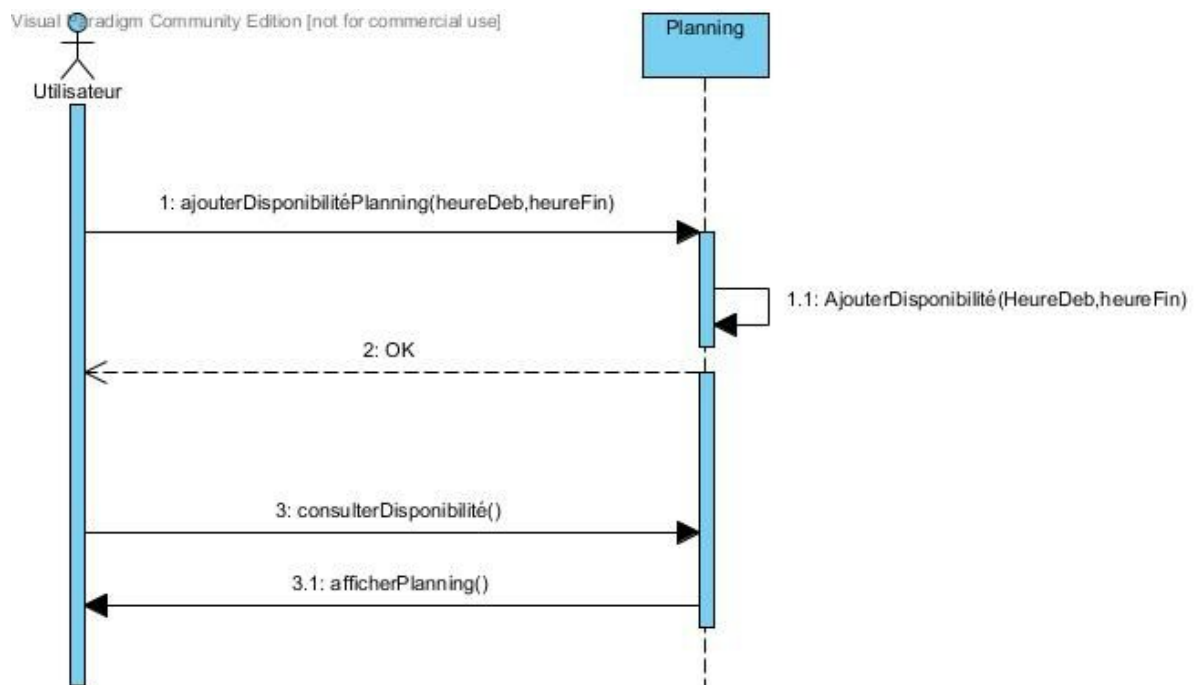 Visual Paradigm Community Edition [not for commercial use]
Planning
Utilisateur
1: ajouterDisponibilitéPlanning(heureDeb,heureFin)
1.1: AjouterDisponibilité(HeureDeb,heureFin)
2: OK
3: consulterDisponibilité()
3.1: afficherPlanning()